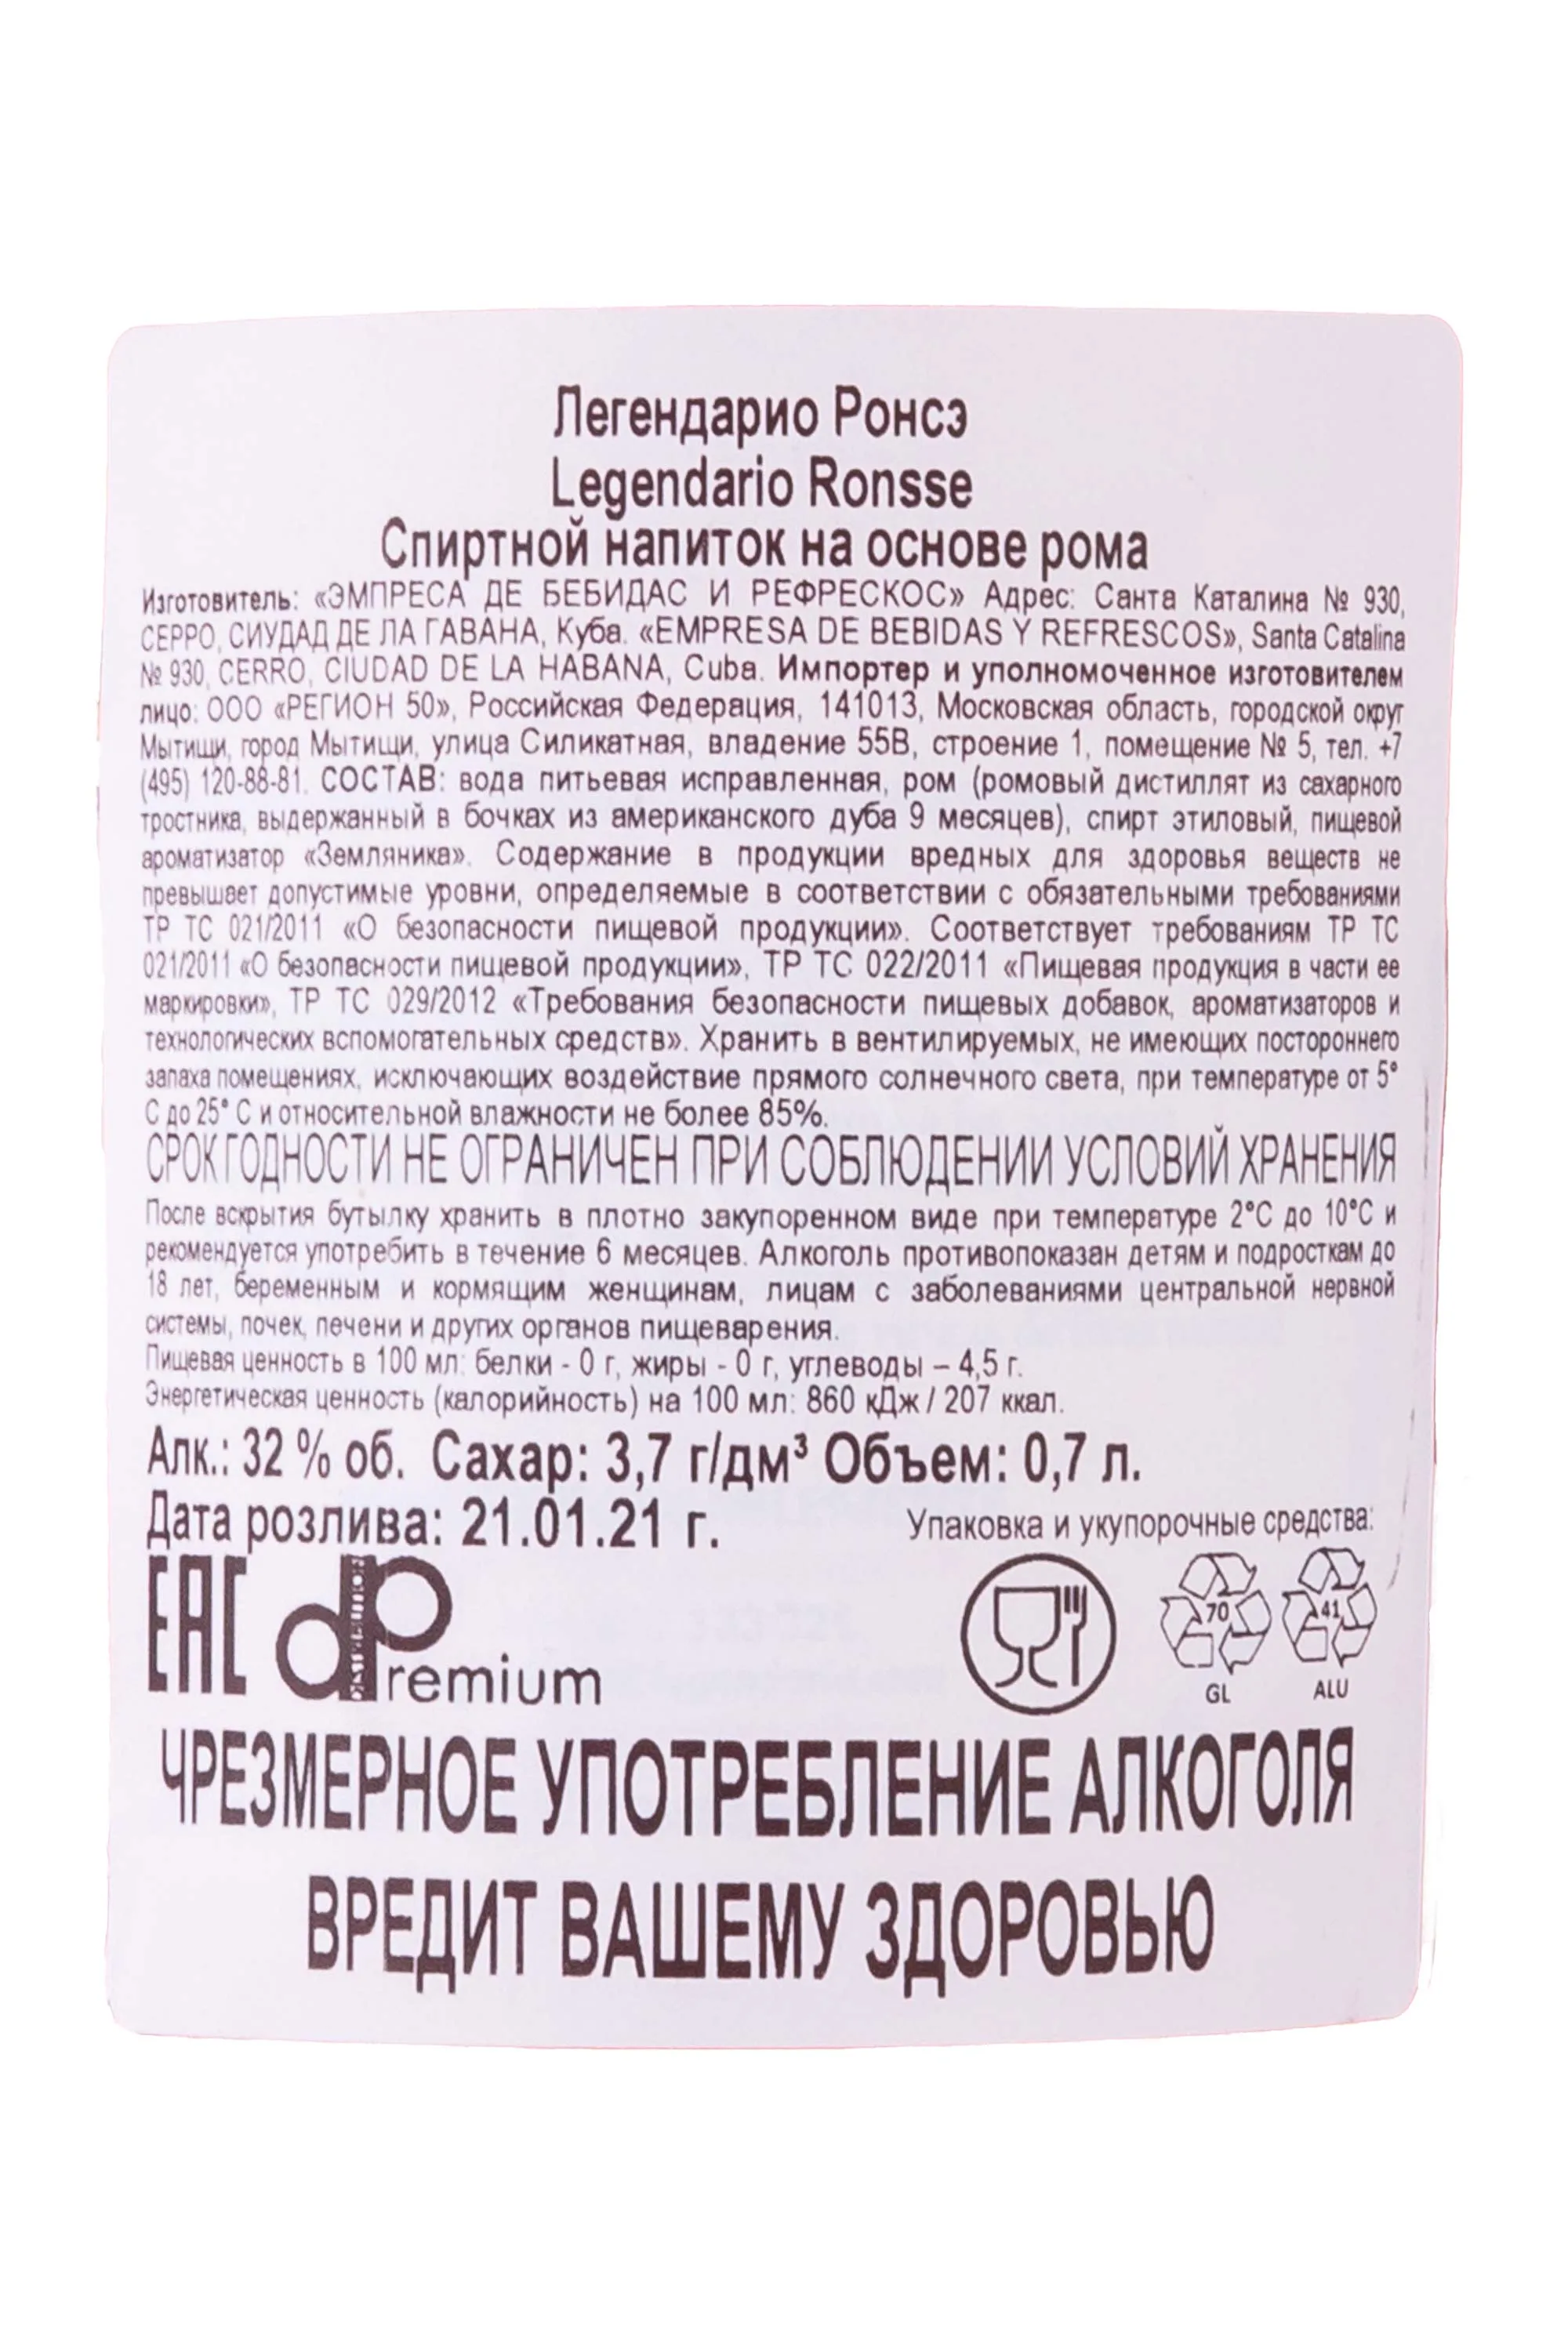 Легендарио Ронсэ
Legendario Ronsse
Спиртной напиток на основе рома
Изготовитель: «ЭМПРЕСА ДЕ БЕБИДАС И РЕФРЕСКОС» Адрес: Санта Каталина № 930,
СЕРРО, СИУДАД ДЕ ЛА ГАВАНА, Куба. «EMPRESA DE BEBIDAS Y REFRESCOS», Santa Catalina
№ 930, CERRO, CIUDAD DE LA HABANA, Cuba. Импортер и уполномоченное изготовителем
лицо: ООО «РЕГИОН 50», Российская Федерация, 141013, Московская область, городской округ
Мытищи, город Мытищи, улица Силикатная, владение 55В, строение 1, помещение № 5, тел. +7
(495) 120-88-81. СОСТАВ: вода питьевая исправленная, ром (ромовый дистиллят из сахарного
тростника, выдержанный в бочках из американского дуба 9 месяцев), спирт этиловый, пищевой
ароматизатор «Земляника». Содержание в продукции вредных для здоровья веществ не
превышает допустимые уровни, определяемые в соответствии с обязательными требованиями
ТР ТС 021/2011 «О безопасности пищевой продукции». Соответствует требованиям ТР ТС
021/2011 «О безопасности пищевой продукции», ТР ТС 022/2011 «Пищевая продукция в части ее
маркировки», ТР ТС 029/2012 «Требования безопасности пищевых добавок, ароматизаторов и
технологических вспомогательных средств». Хранить в вентилируемых, не имеющих постороннего
запаха помещениях, исключающих воздействие прямого солнечного света, при температуре от 5°
С до 25° С и относительной влажности не более 85%.
СРОК ГОДНОСТИ НЕ ОГРАНИЧЕН ПРИ СОБЛЮДЕНИИ УСЛОВИЙ ХРАНЕНИЯ
После вскрытия бутылку хранить в плотно закупоренном виде при температуре 2°С до 10°С и
рекомендуется употребить в течение 6 месяцев. Алкоголь противопоказан детям и подросткам до
18 лет, беременным и кормящим женщинам, лицам с заболеваниями центральной нервной
системы, почек, печени и других органов пищеварения.
Пищевая ценность в 100 мл: белки - 0 г, жиры - 0 г, углеводы – 4,5 г.
Энергетическая ценность (калорийность) на 100 мл: 860 кДж / 207 ккал.
Алк.: 32 % об. Сахар: 3,7 г/дм³ Объем: 0,7 л.
Дата розлива: 21.01.21 г.
Упаковка и укупорочные средства:
EAC dPremium
70 41
GL ALU
ЧРЕЗМЕРНОЕ УПОТРЕБЛЕНИЕ АЛКОГОЛЯ
ВРЕДИТ ВАШЕМУ ЗДОРОВЬЮ